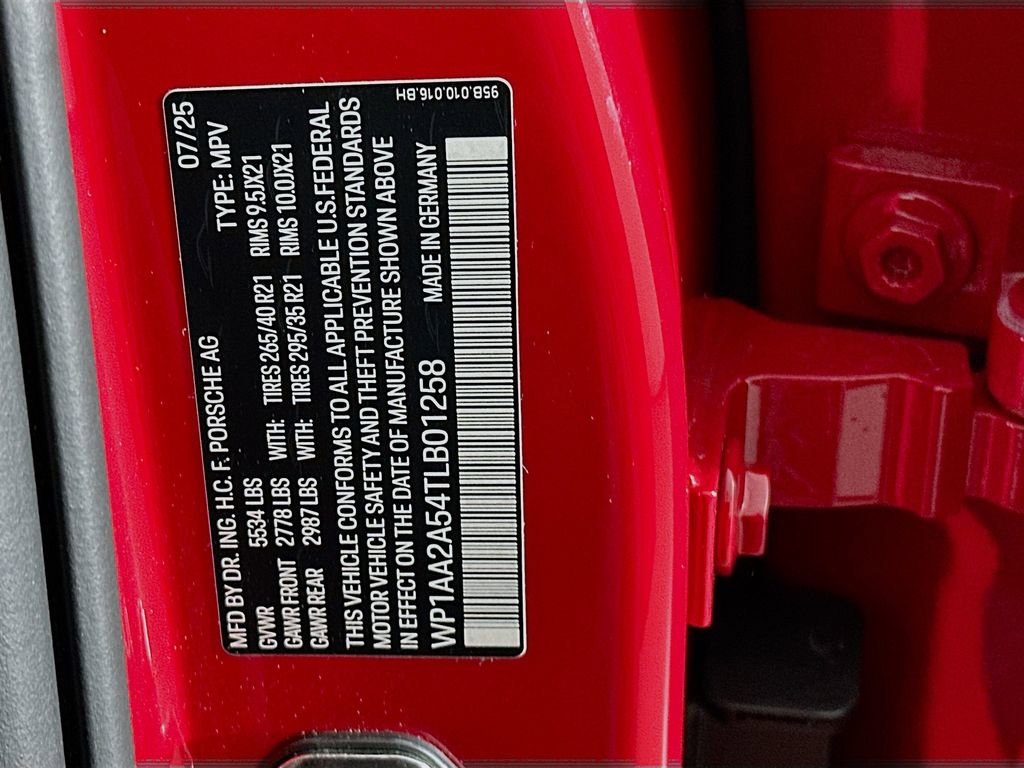 95B.010.016.BH
MFD BY DR. ING. H.C. F. PORSCHE AG 07/25
GVWR 5534 LBS TYPE: MPV
GAWR FRONT 2778 LBS WITH: TIRES 265/40 R21 RIMS 9.5JX21
GAWR REAR 2987 LBS WITH: TIRES 295/35 R21 RIMS 10.0JX21
THIS VEHICLE CONFORMS TO ALL APPLICABLE U.S. FEDERAL
MOTOR VEHICLE SAFETY AND THEFT PREVENTION STANDARDS
IN EFFECT ON THE DATE OF MANUFACTURE SHOWN ABOVE
WP1AA2A54TLB01258 MADE IN GERMANY